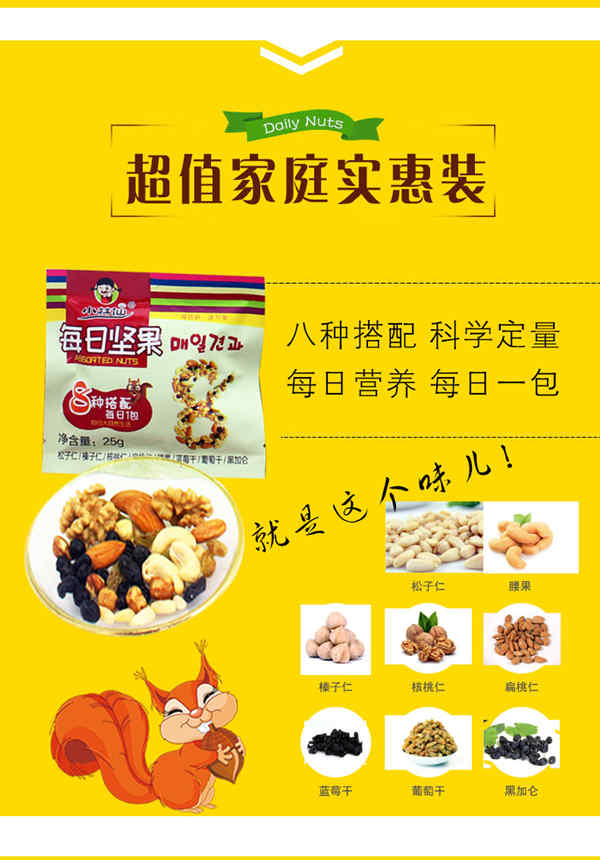 Daily Nuts
超值家庭实惠装
每日坚果
매일견과
ASSORTED NUTS
8种搭配
每日1包
净含量：25g
八种搭配 科学定量
每日营养 每日一包
就是这个味儿！
松子仁
腰果
榛子仁
核桃仁
扁桃仁
蓝莓干
葡萄干
黑加仑